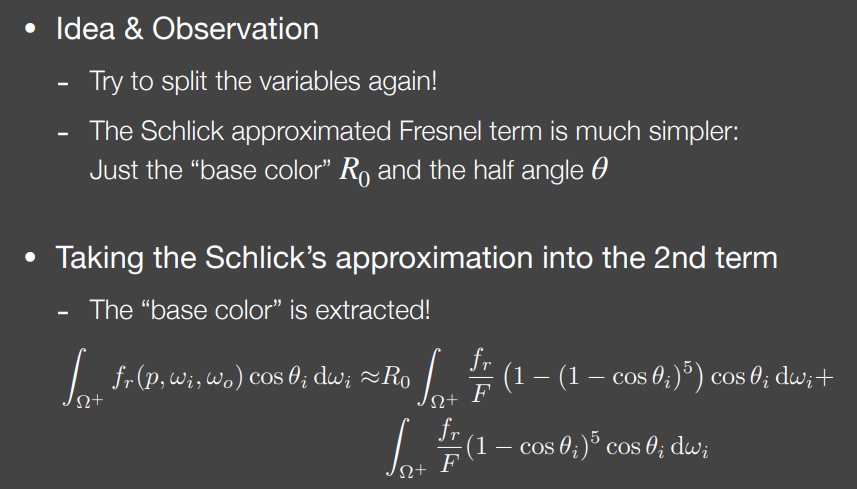 • Idea & Observation
- Try to split the variables again!
- The Schlick approximated Fresnel term is much simpler:
Just the “base color” $R_0$ and the half angle $\theta$
• Taking the Schlick’s approximation into the 2nd term
- The “base color” is extracted!
$\int_{\Omega^+} f_r(p, \omega_i, \omega_o) \cos\theta_i \, \mathrm{d}\omega_i \approx R_0 \int_{\Omega^+} \frac{f_r}{F} \left(1 - (1 - \cos\theta_i)^5\right) \cos\theta_i \, \mathrm{d}\omega_i +$
$\int_{\Omega^+} \frac{f_r}{F} (1 - \cos\theta_i)^5 \cos\theta_i \, \mathrm{d}\omega_i$